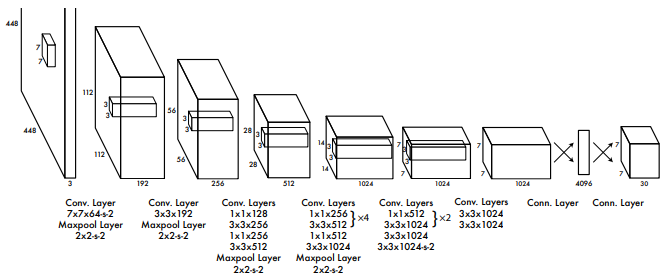 448
448
7
7
3
112
112
3
3
192
56
56
3
3
256
28
28
3
3
512
14
14
3
3
1024
7
7
3
3
1024
7
7
1024
4096
7
7
30
Conv. Layer
7x7x64-s-2
Maxpool Layer
2x2-s-2
Conv. Layer
3x3x192
Maxpool Layer
2x2-s-2
Conv. Layers
1x1x128
3x3x256
1x1x256
3x3x512
Maxpool Layer
2x2-s-2
Conv. Layers
1x1x256
3x3x512 }×4
1x1x512
3x3x1024
Maxpool Layer
2x2-s-2
Conv. Layers
1x1x512
3x3x1024 }×2
3x3x1024
3x3x1024-s-2
Conv. Layers
3x3x1024
3x3x1024
Conn. Layer
Conn. Layer